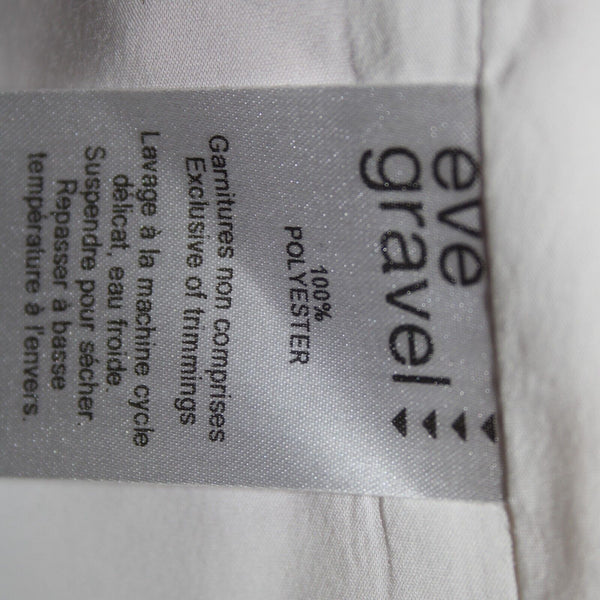 eve
gravel
100%
POLYESTER
Garnitures non comprises
Exclusive of trimmings
Lavage à la machine cycle
délicat, eau froide.
Suspendre pour sécher.
Repasser à basse
température à l'envers.